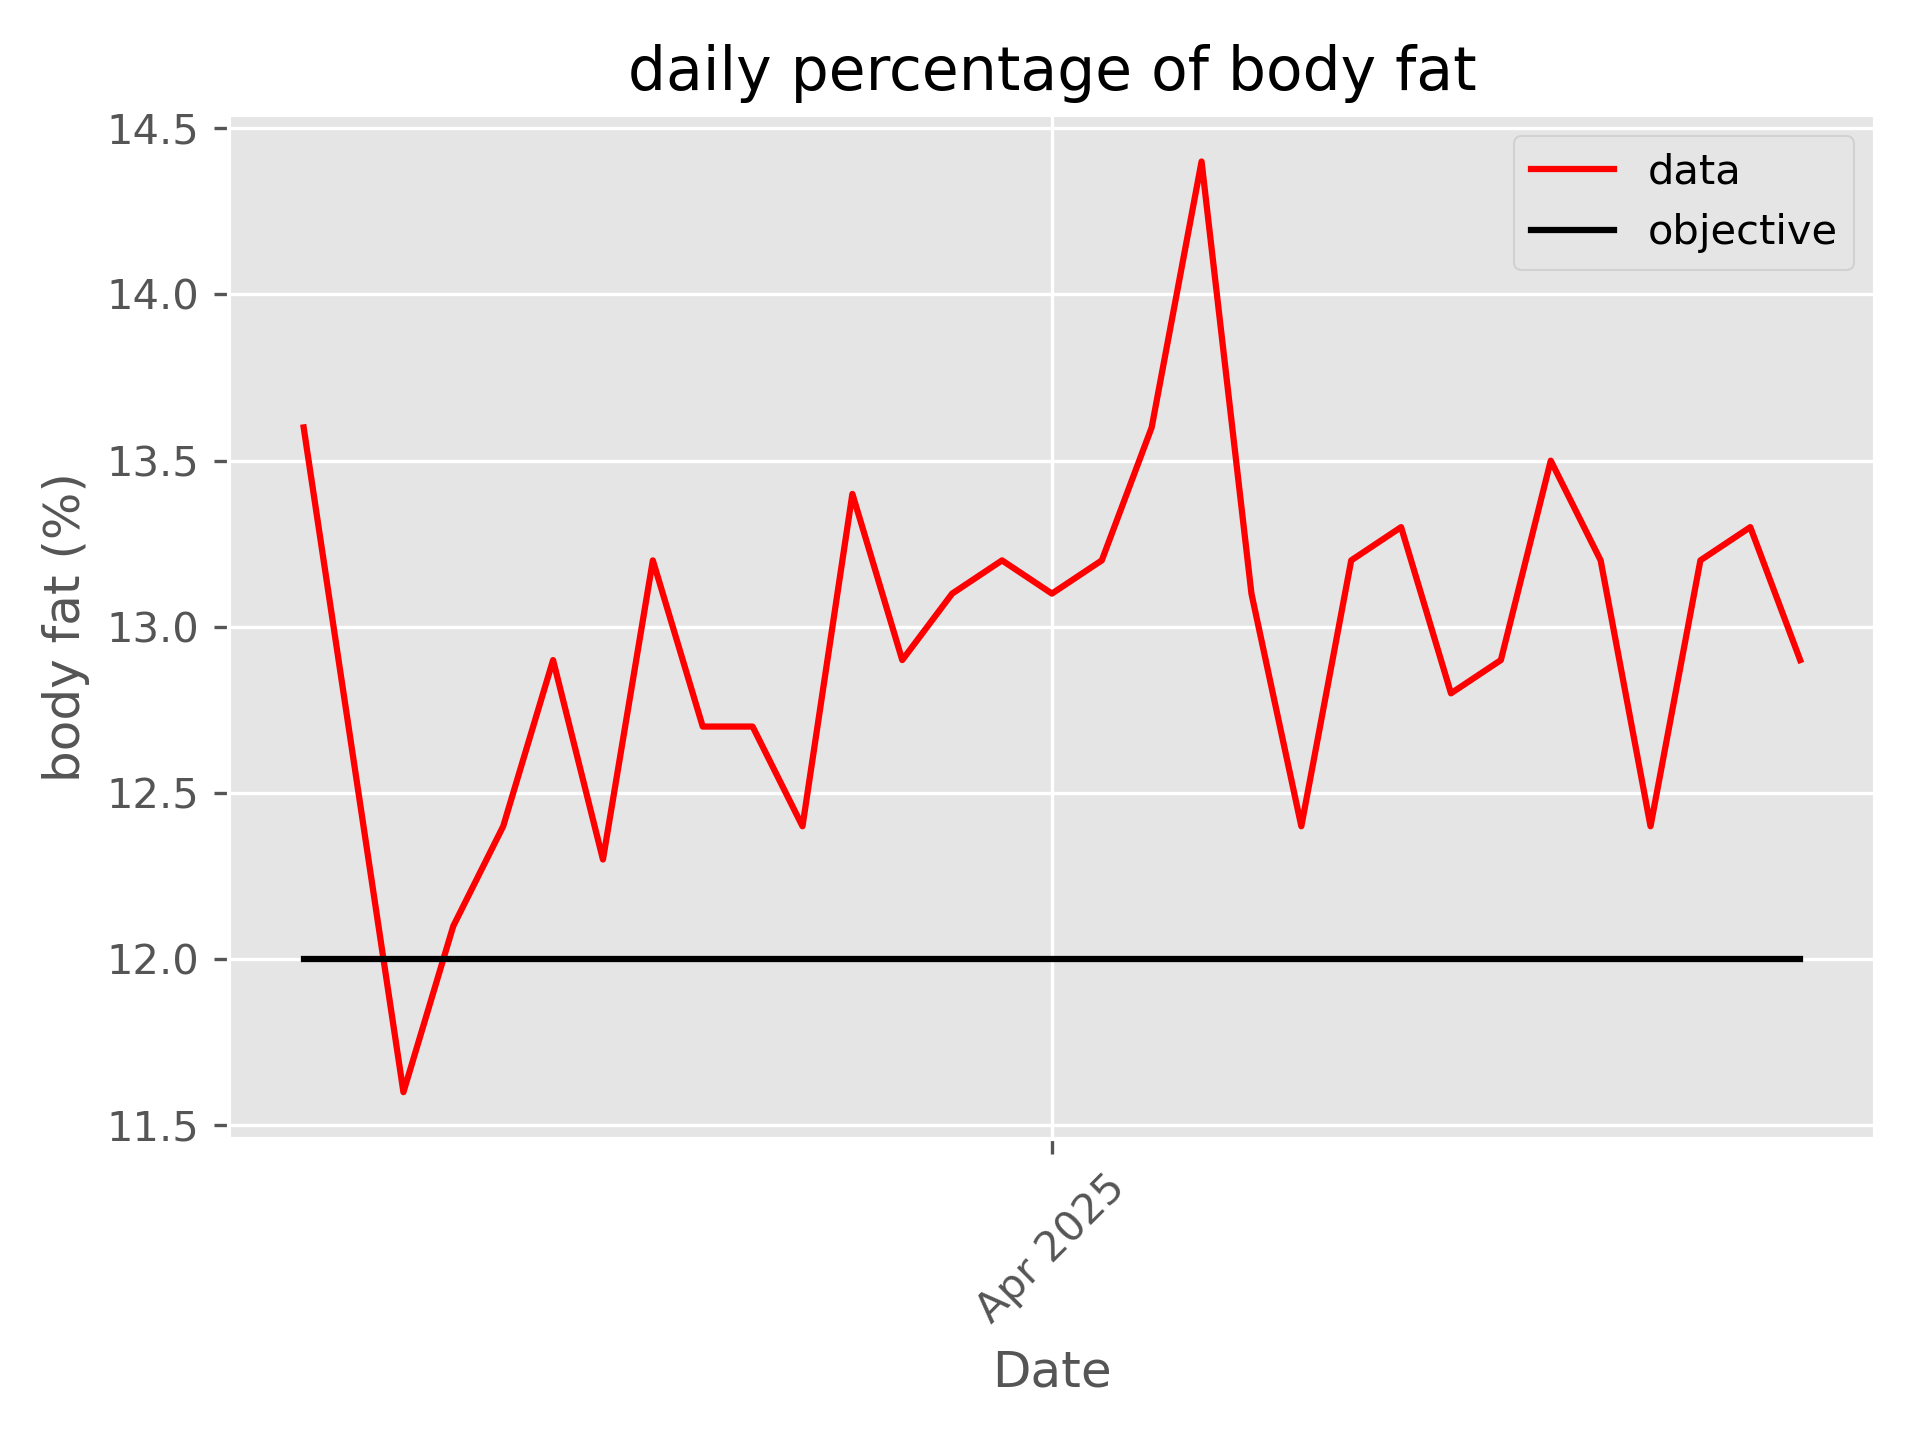 daily percentage of body fat
data
objective
body fat (%)
14.5
14.0
13.5
13.0
12.5
12.0
11.5
Apr 2025
Date